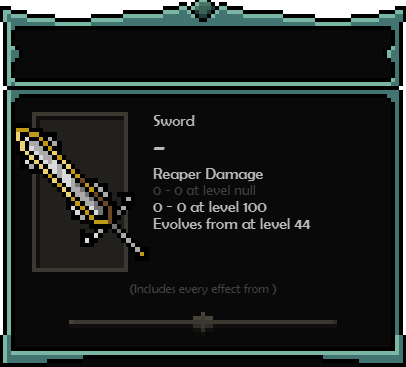 Sword
–
Reaper Damage
0 - 0 at level null
0 - 0 at level 100
Evolves from at level 44
(Includes every effect from )